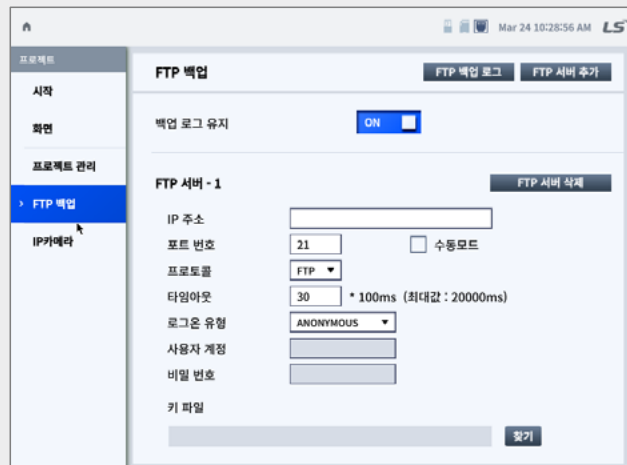 Mar 24 10:28:56 AM LS
프로젝트
시작
화면
프로젝트 관리
FTP 백업
IP카메라
FTP 백업
FTP 백업 로그
FTP 서버 추가
백업 로그 유지
ON
FTP 서버 - 1
FTP 서버 삭제
IP 주소
포트 번호
21
수동모드
프로토콜
FTP
타임아웃
30
* 100ms (최대값 : 20000ms)
로그온 유형
ANONYMOUS
사용자 계정
비밀 번호
키 파일
찾기